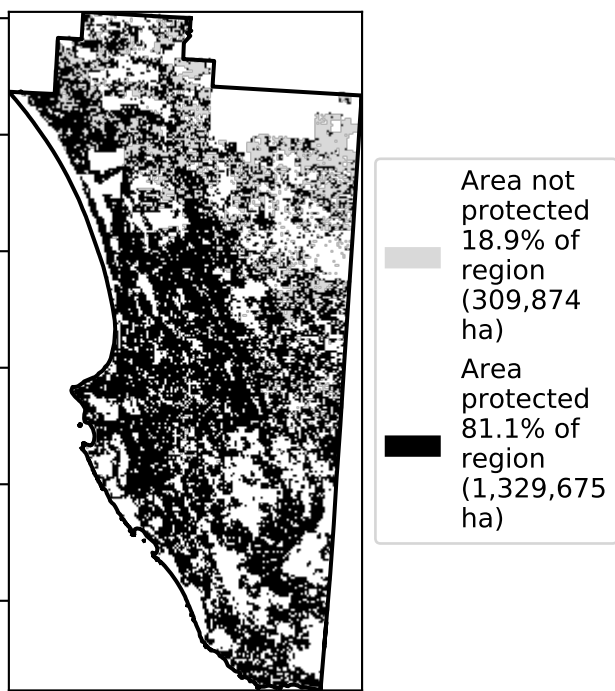 Area not
protected
18.9% of
region
(309,874
ha)
Area
protected
81.1% of
region
(1,329,675
ha)